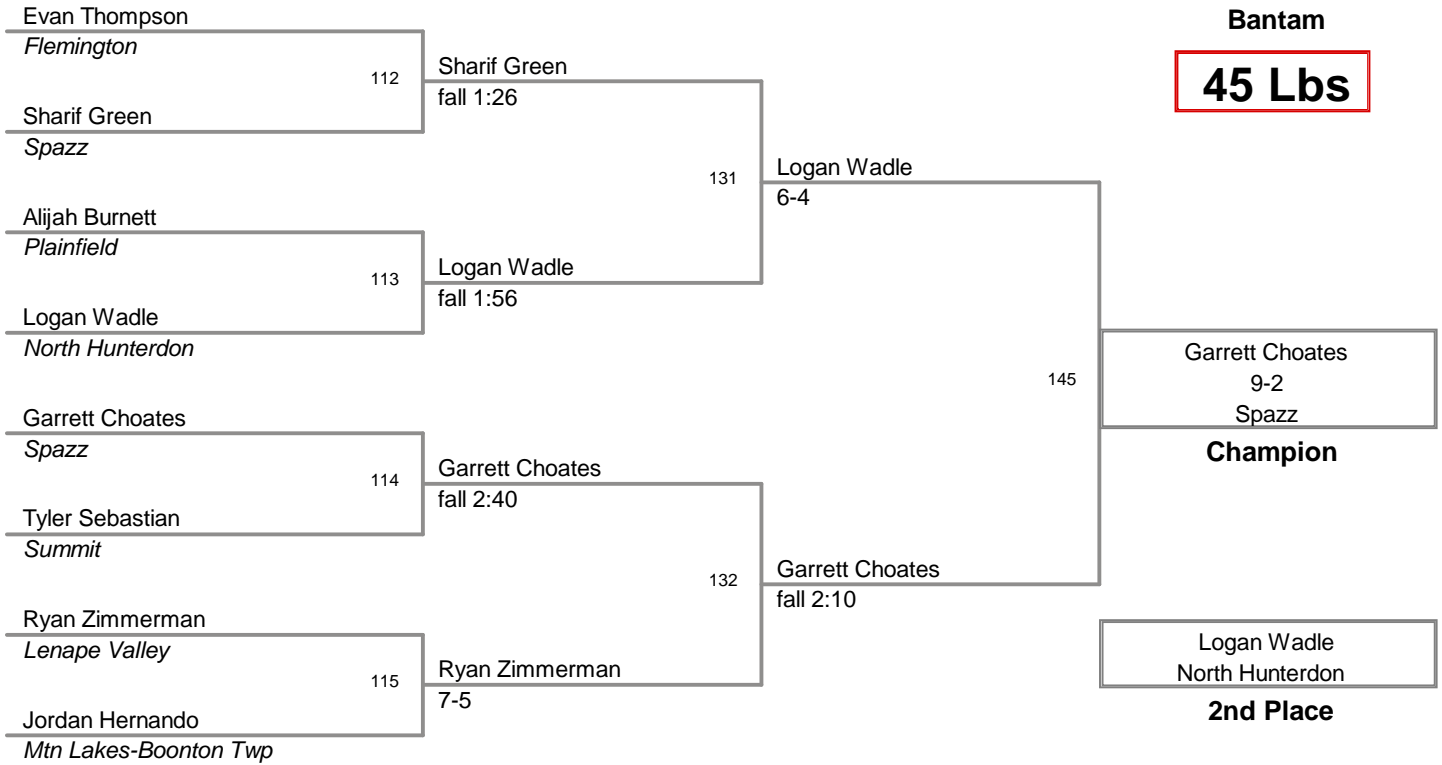 Evan Thompson
Flemington
112
Sharif Green
Spazz
Sharif Green
fall 1:26
Alijah Burnett
Plainfield
113
Logan Wadle
North Hunterdon
Logan Wadle
fall 1:56
131
Logan Wadle
6-4
Garrett Choates
Spazz
114
Tyler Sebastian
Summit
Garrett Choates
fall 2:40
Ryan Zimmerman
Lenape Valley
115
Jordan Hernando
Mtn Lakes-Boonton Twp
Ryan Zimmerman
7-5
132
Garrett Choates
fall 2:10
145
Bantam
45 Lbs
Garrett Choates
9-2
Spazz
Champion
Logan Wadle
North Hunterdon
2nd Place